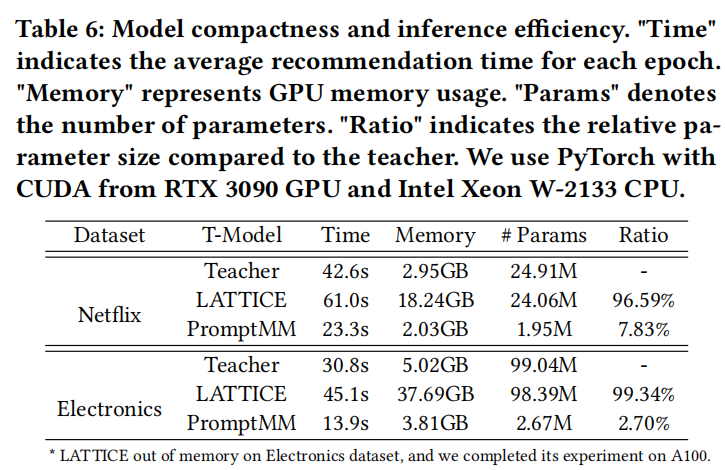 Table 6: Model compactness and inference efficiency. "Time"
indicates the average recommendation time for each epoch.
"Memory" represents GPU memory usage. "Params" denotes
the number of parameters. "Ratio" indicates the relative pa-
rameter size compared to the teacher. We use PyTorch with
CUDA from RTX 3090 GPU and Intel Xeon W-2133 CPU.
Dataset T-Model Time Memory # Params Ratio
Netflix
Teacher 42.6s 2.95GB 24.91M -
LATTICE 61.0s 18.24GB 24.06M 96.59%
PromptMM 23.3s 2.03GB 1.95M 7.83%
Electronics
Teacher 30.8s 5.02GB 99.04M -
LATTICE 45.1s 37.69GB 98.39M 99.34%
PromptMM 13.9s 3.81GB 2.67M 2.70%
* LATTICE out of memory on Electronics dataset, and we completed its experiment on A100.